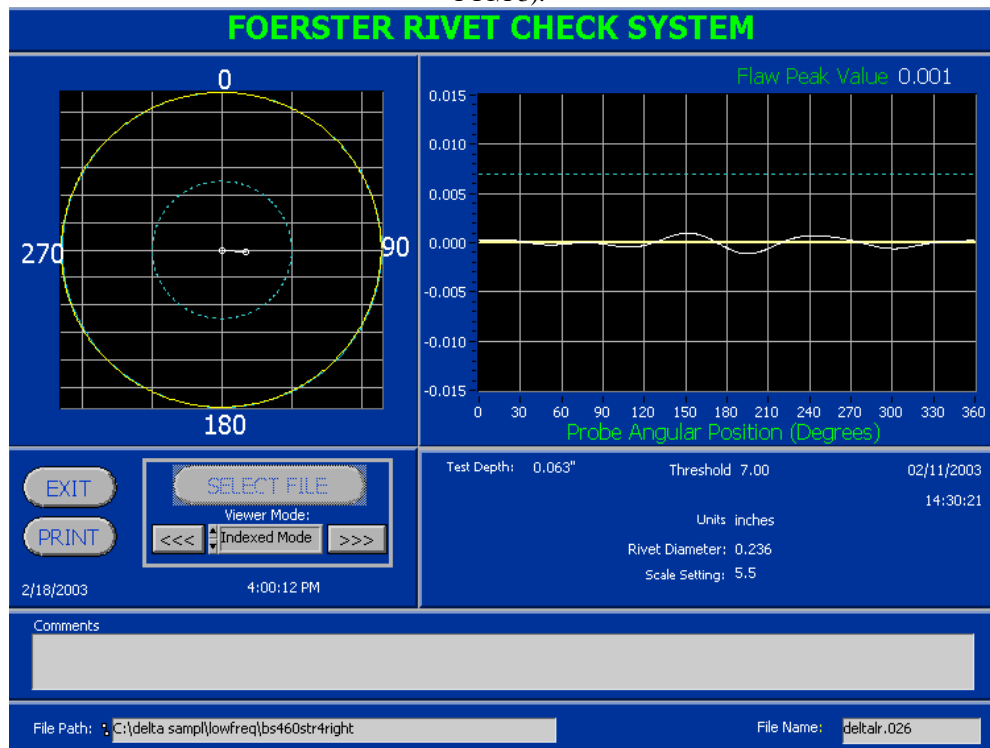 FOERSTER RIVET CHECK SYSTEM
0
270
90
180
Flaw Peak Value 0.001
0.015
0.010
0.005
0.000
-0.005
-0.010
-0.015
0 30 60 90 120 150 180 210 240 270 300 330 360
Probe Angular Position (Degrees)
EXIT
SELECT FILE
Viewer Mode:
PRINT
<<< Indexed Mode >>>
2/18/2003 4:00:12 PM
Test Depth: 0.063" Threshold 7.00 02/11/2003
14:30:21
Units inches
Rivet Diameter: 0.236
Scale Setting: 5.5
Comments
File Path: C:\delta sampl\lowfreq\bs460str4right File Name: deltalr.026